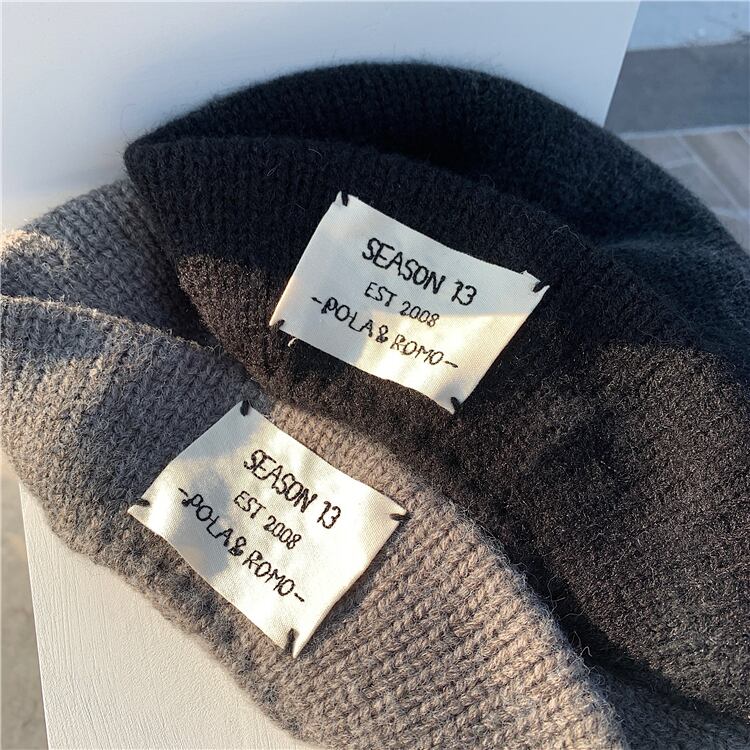 SEASON 13
EST 2008
-POLA & ROMO-
SEASON 13
EST 2008
-POLA & ROMO-